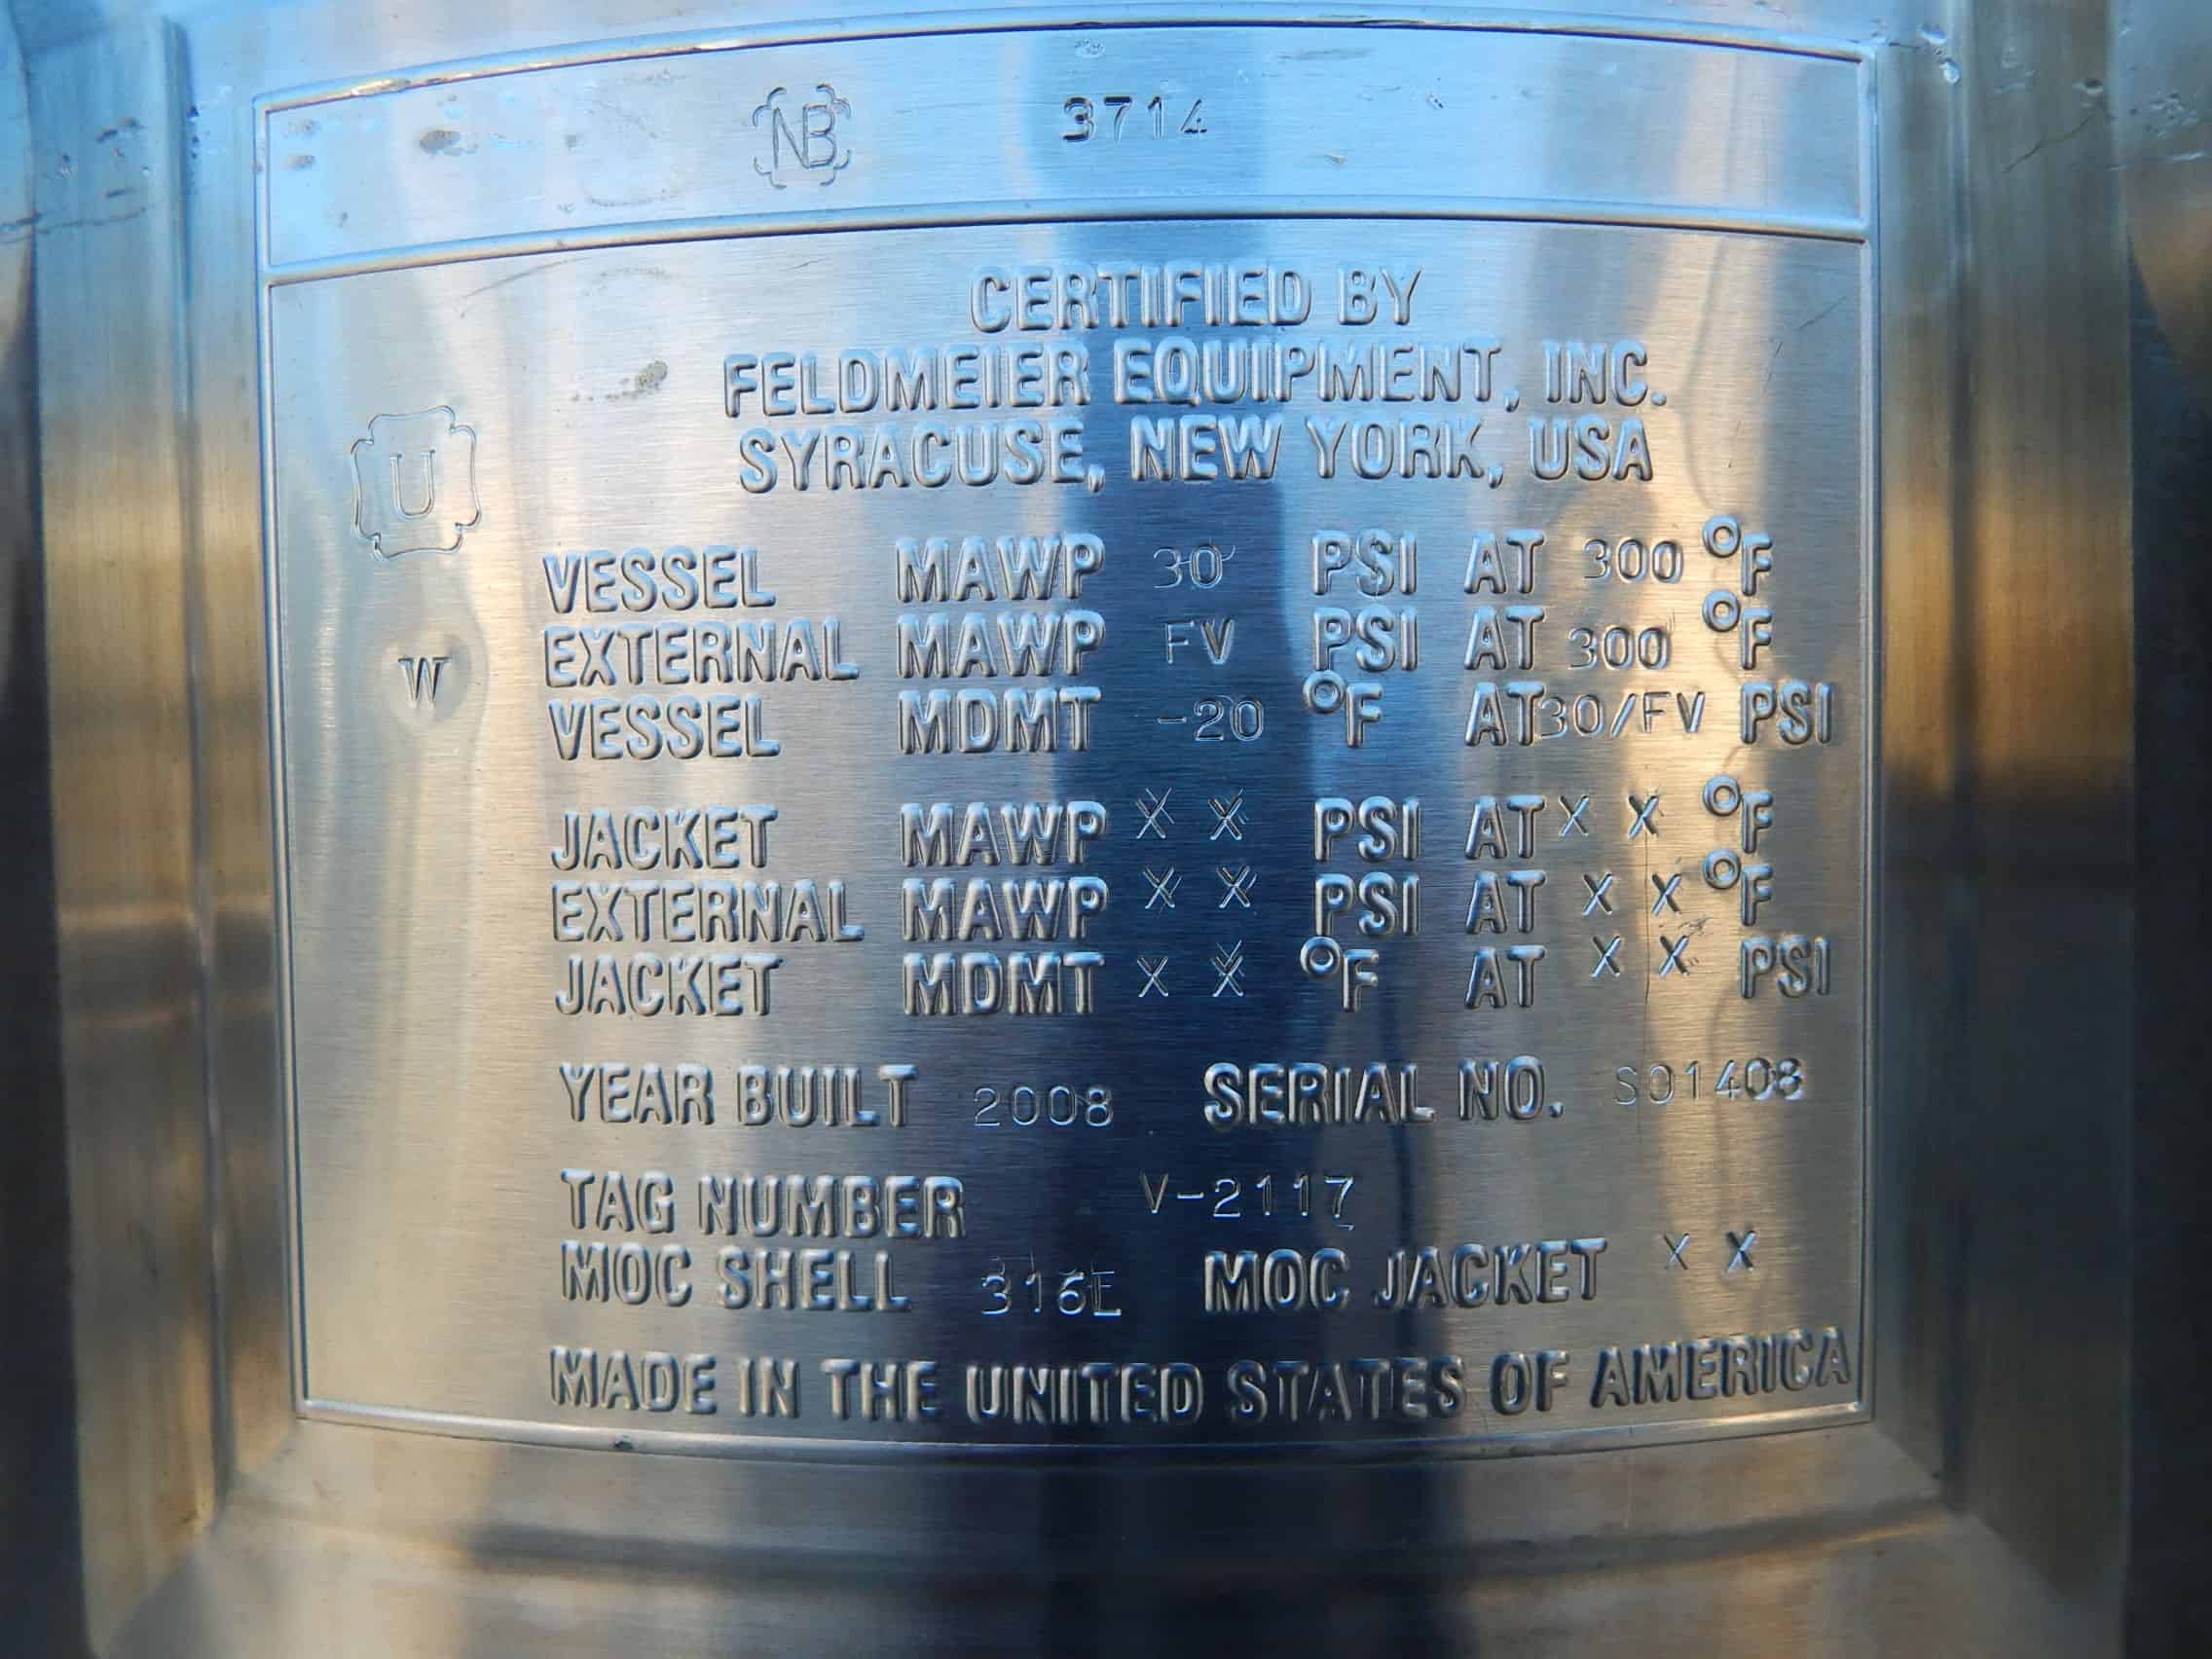 NB 3714
CERTIFIED BY
FELDMEIER EQUIPMENT, INC.
SYRACUSE, NEW YORK, USA
U
VESSEL MAWP 30 PSI AT 300 °F
W
EXTERNAL MAWP FV PSI AT 300 °F
VESSEL MDMT -20 °F AT 30/FV PSI
JACKET MAWP X X PSI AT X X °F
EXTERNAL MAWP X X PSI AT X X °F
JACKET MDMT X X °F AT X X PSI
YEAR BUILT 2008 SERIAL NO. S01408
TAG NUMBER V-2117
MOC SHELL 316L MOC JACKET X X
MADE IN THE UNITED STATES OF AMERICA